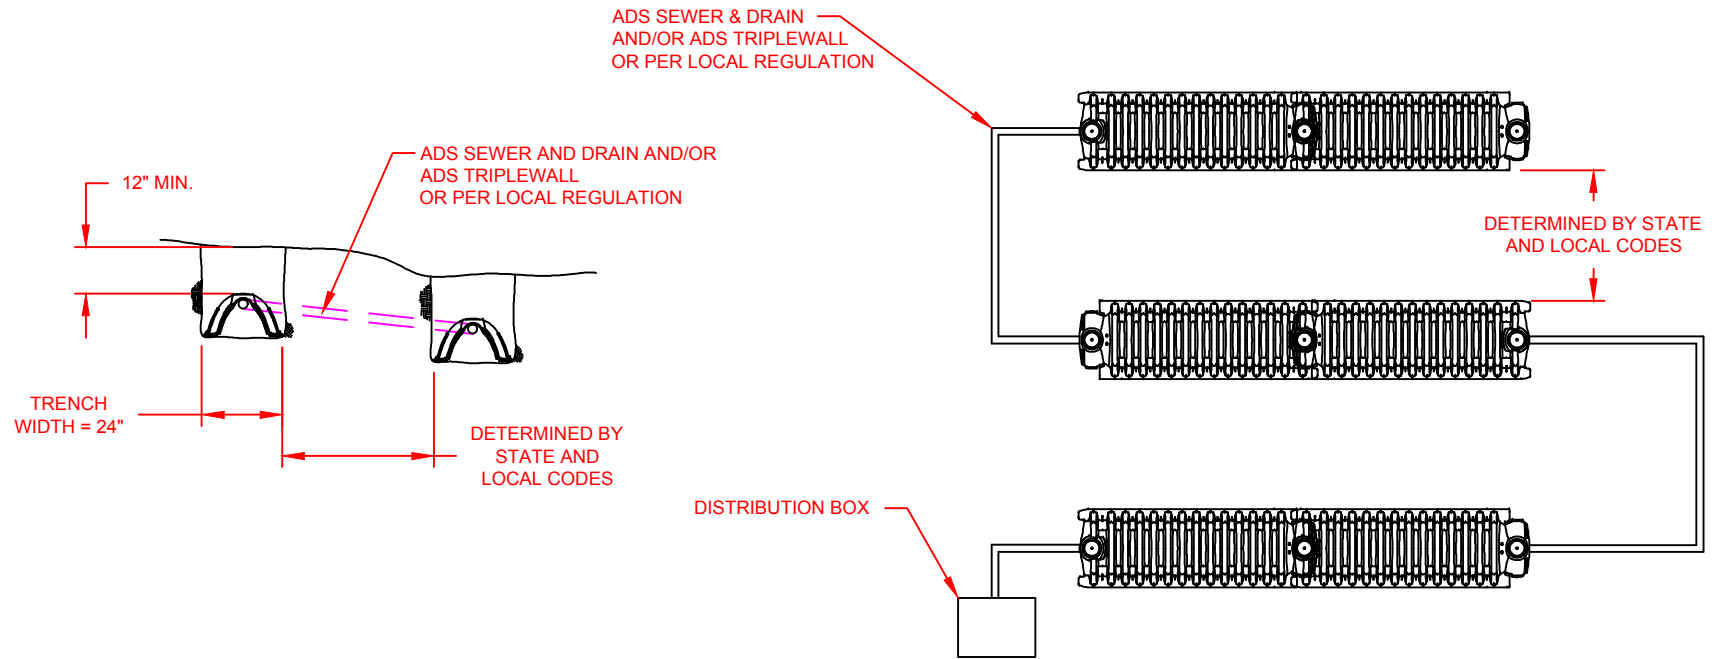 ADS SEWER & DRAIN
AND/OR ADS TRIPLEWALL
OR PER LOCAL REGULATION
ADS SEWER AND DRAIN AND/OR
ADS TRIPLEWALL
OR PER LOCAL REGULATION
12" MIN.
DETERMINED BY STATE
AND LOCAL CODES
TRENCH
WIDTH = 24"
DETERMINED BY
STATE AND
LOCAL CODES
DISTRIBUTION BOX